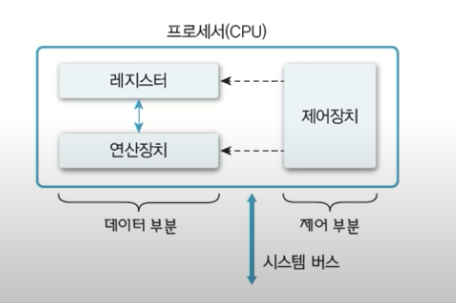 프로세서(CPU)
레지스터
제어장치
연산장치
데이터 부분
제어 부분
시스템 버스